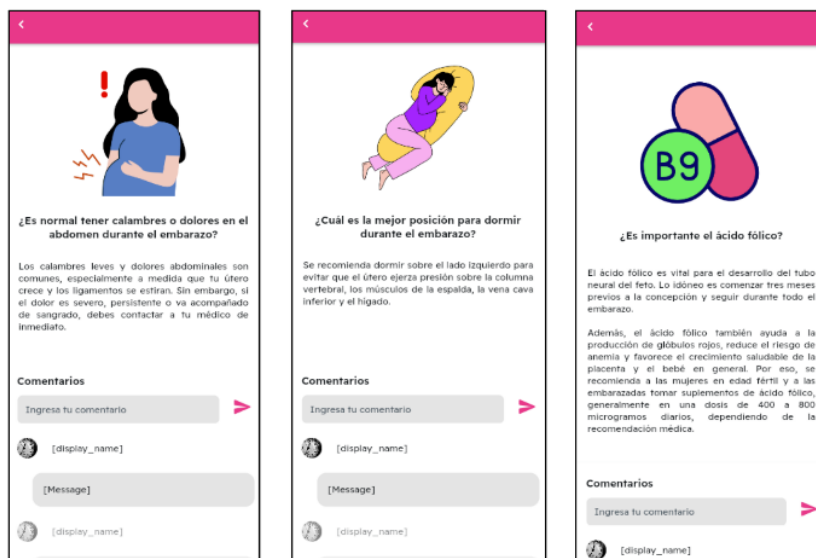 ¿Es normal tener calambres o dolores en el
abdomen durante el embarazo?
Los calambres leves y dolores abdominales son
comunes, especialmente a medida que tu útero
crece y los ligamentos se estiran. Sin embargo, si
el dolor es severo, persistente o va acompañado
de sangrado, debes contactar a tu médico de
inmediato.
Comentarios
Ingresa tu comentario
[display_name]
[Message]
[display_name]
¿Cuál es la mejor posición para dormir
durante el embarazo?
Se recomienda dormir sobre el lado izquierdo para
evitar que el útero ejerza presión sobre la columna
vertebral, los músculos de la espalda, la vena cava
inferior y el hígado.
Comentarios
Ingresa tu comentario
[display_name]
[Message]
[display_name]
B9
¿Es importante el ácido fólico?
El ácido fólico es vital para el desarrollo del tubo
neural del feto. Lo idóneo es comenzar tres meses
previos a la concepción y seguir durante todo el
embarazo.
Además, el ácido fólico también ayuda a la
producción de glóbulos rojos, reduce el riesgo de
anemia y favorece el crecimiento saludable de la
placenta y el bebé en general. Por eso, se
recomienda a las mujeres en edad fértil y a las
embarazadas tomar suplementos de ácido fólico,
generalmente en una dosis de 400 a 800
microgramos diarios, dependiendo de la
recomendación médica.
Comentarios
Ingresa tu comentario
[display_name]